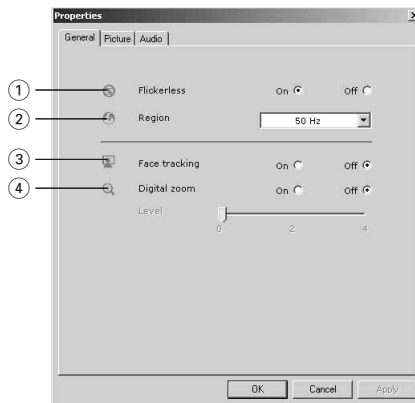 Properties
General Picture Audio
1 Flickerless On Off
2 Region 50 Hz
3 Face tracking On Off
4 Digital zoom On Off
Level
0 2 4
OK Cancel Apply